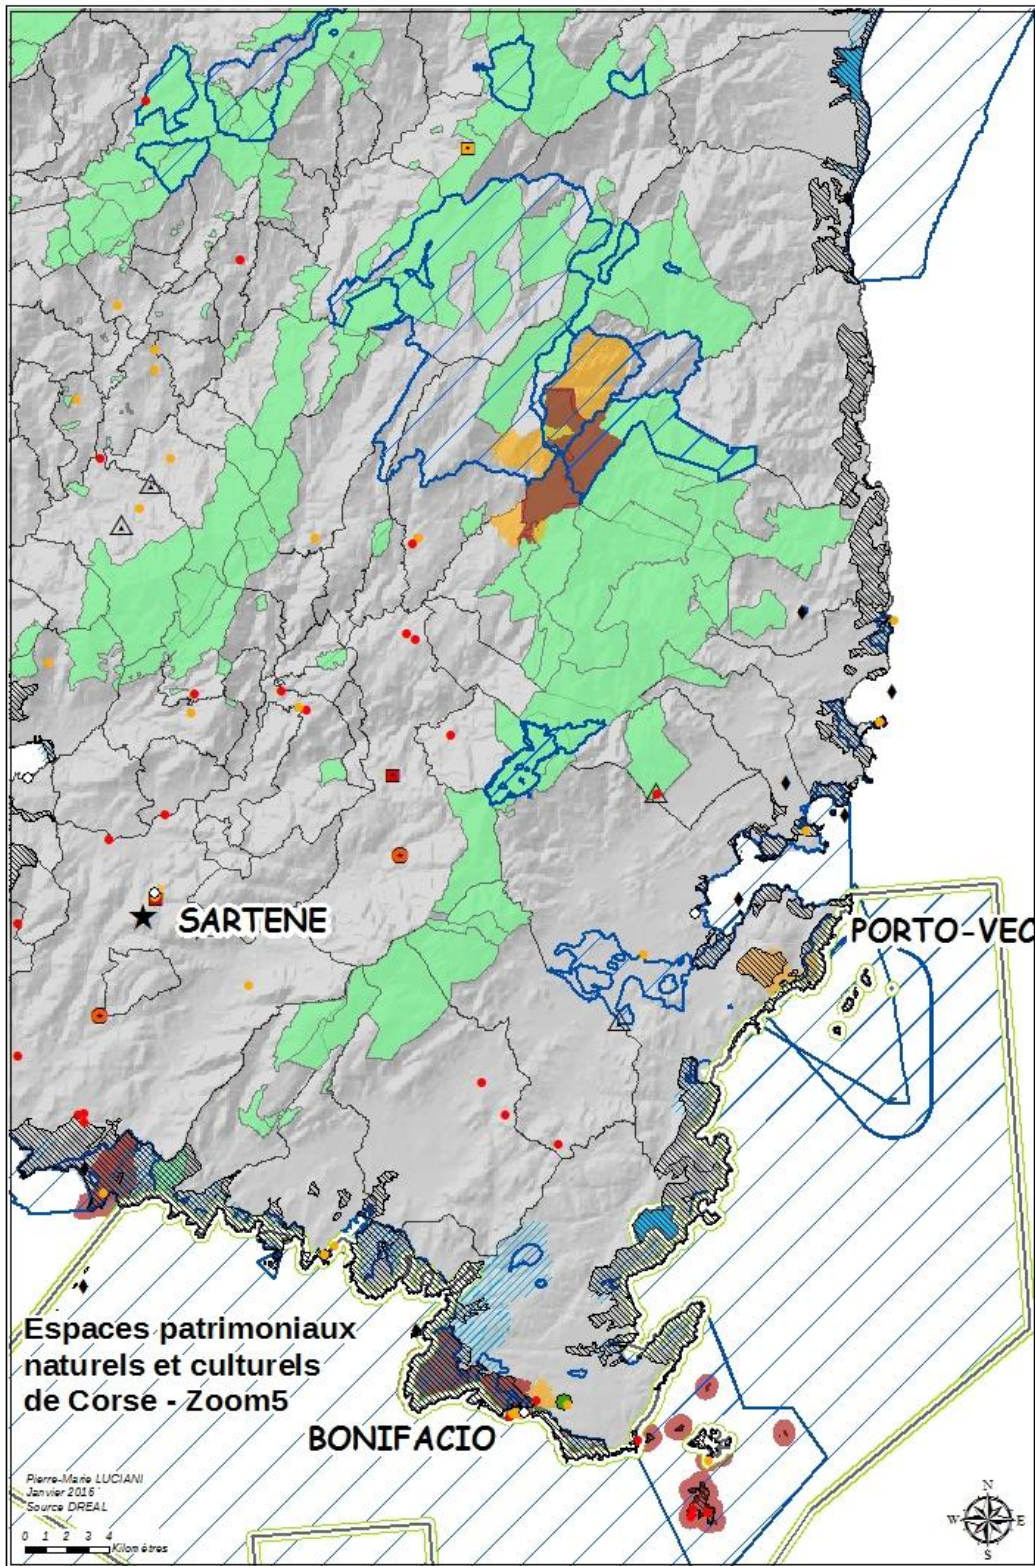 SARTENE
PORTO-VEC
Espaces patrimoniaux
naturels et culturels
de Corse - Zoom5
BONIFACIO
Pierre-Marie LUCIANI
Janvier 2016
Source DREAL
0 1 2 3 4
Kilomètres
N
W E
S